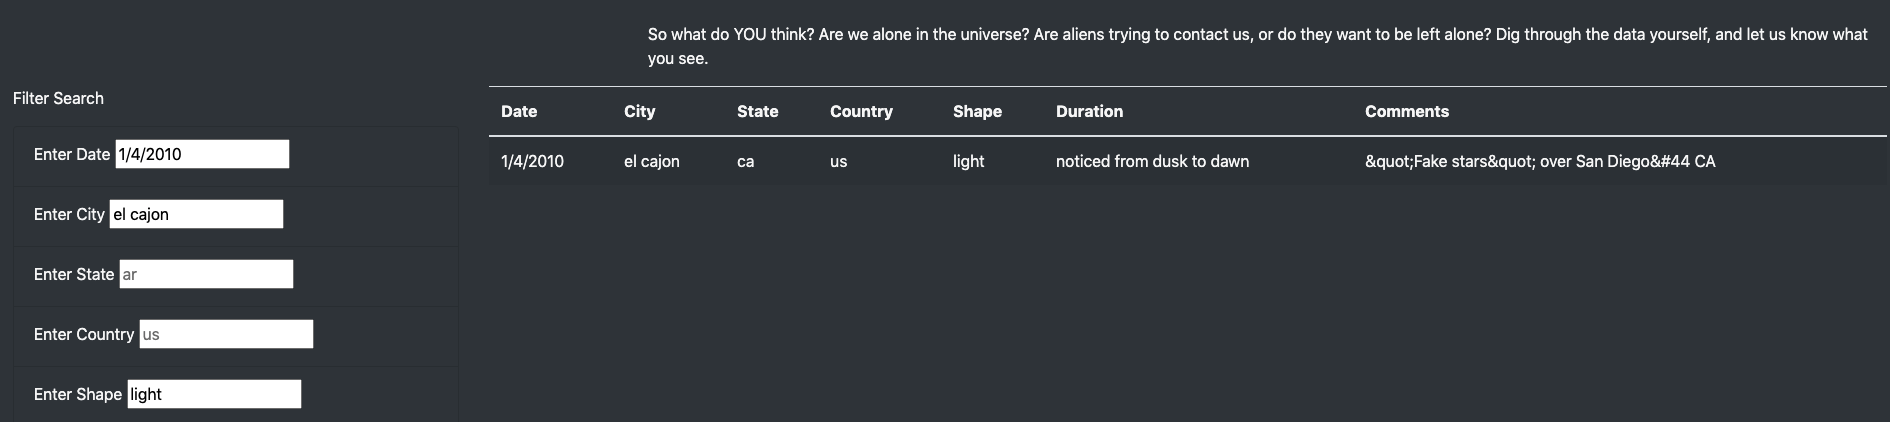 So what do YOU think? Are we alone in the universe? Are aliens trying to contact us, or do they want to be left alone? Dig through the data yourself, and let us know what
you see.
Filter Search
Enter Date 1/4/2010
Enter City el cajon
Enter State ar
Enter Country us
Enter Shape light
Date City State Country Shape Duration Comments
1/4/2010 el cajon ca us light noticed from dusk to dawn &quot;Fake stars&quot; over San Diego&#44 CA